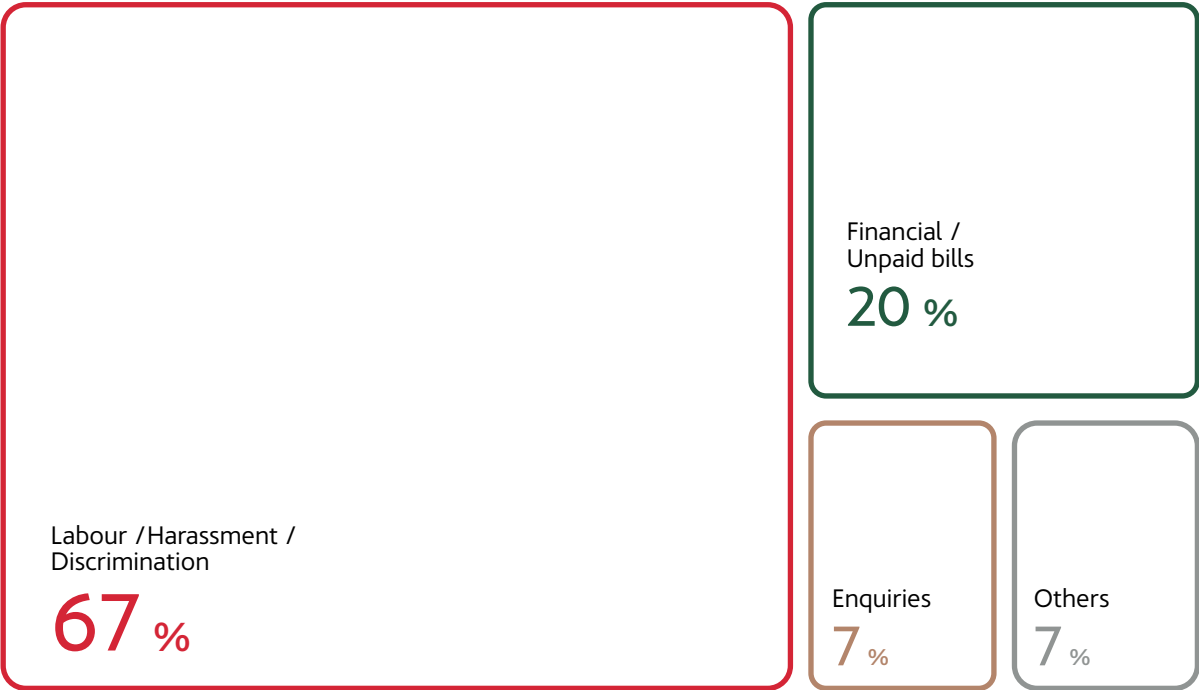 Labour /Harassment /
Discrimination
67 %
Financial /
Unpaid bills
20 %
Enquiries
7 %
Others
7 %